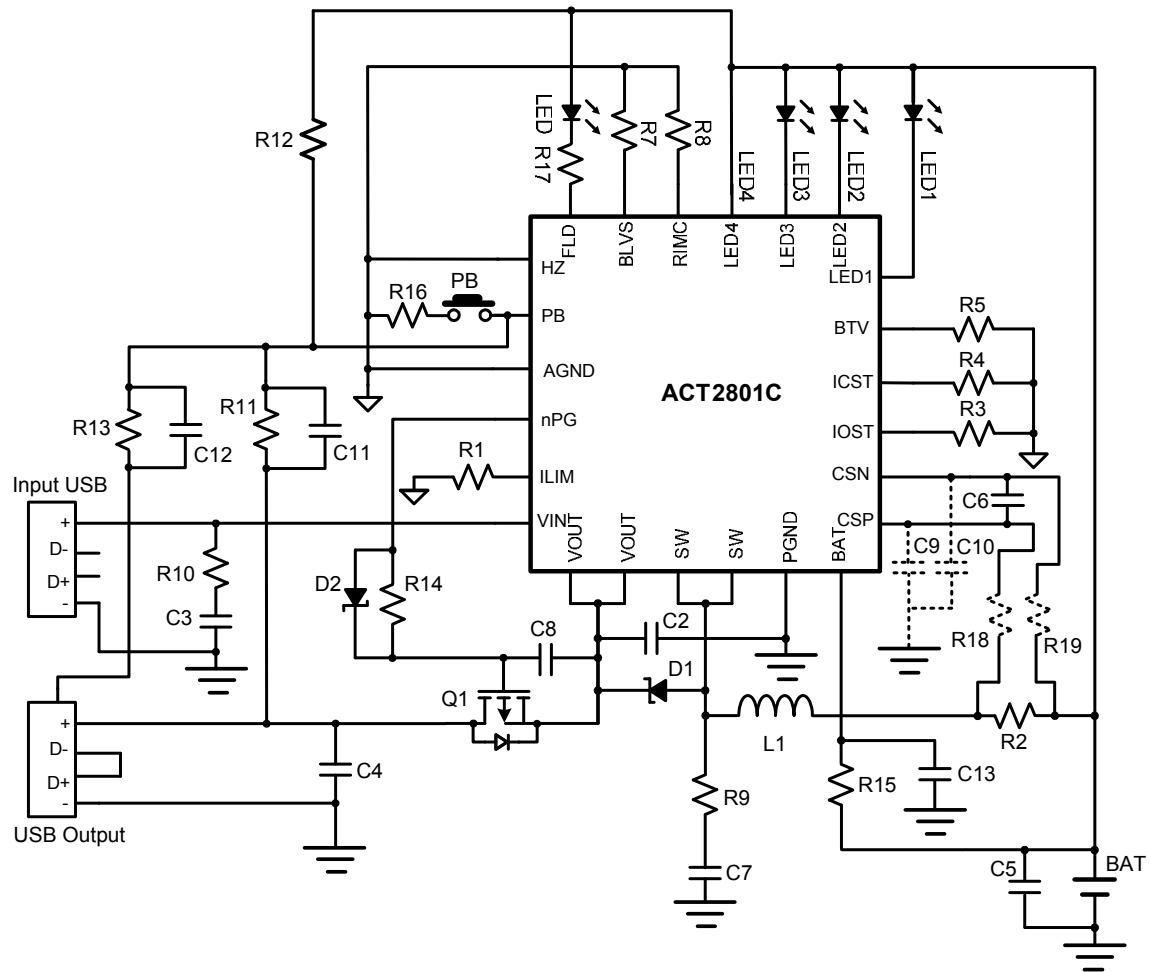 R12
LED
R17
R7
R8
LED4
LED3
LED2
LED1
FLD
BLVS
RIMC
LED4
LED3
LED2
LED1
HZ
R16
PB
PB
AGND
ACT2801C
BTV
R5
ICST
R4
IOST
R3
R13
C12
R11
C11
nPG
R1
ILIM
CSN
C6
CSP
C9
C10
Input USB
+
D-
D+
-
VIN
VOUT
VOUT
SW
SW
PGND
BAT
R10
C3
D2
R14
C8
C2
D1
R18
R19
Q1
L1
R2
USB Output
+
D-
D+
-
C4
R9
C7
R15
C13
C5
BAT